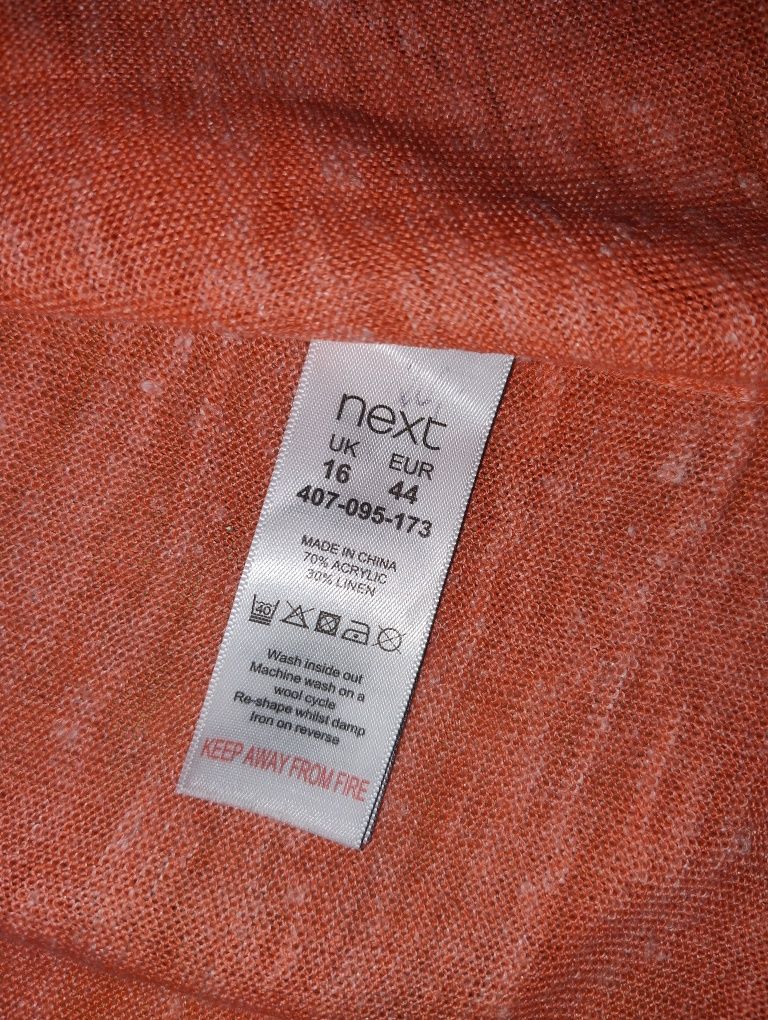 next
UK EUR
16 44
407-095-173
MADE IN CHINA
70% ACRYLIC
30% LINEN
40
Wash inside out
Machine wash on a
wool cycle
Re-shape whilst damp
Iron on reverse
KEEP AWAY FROM FIRE